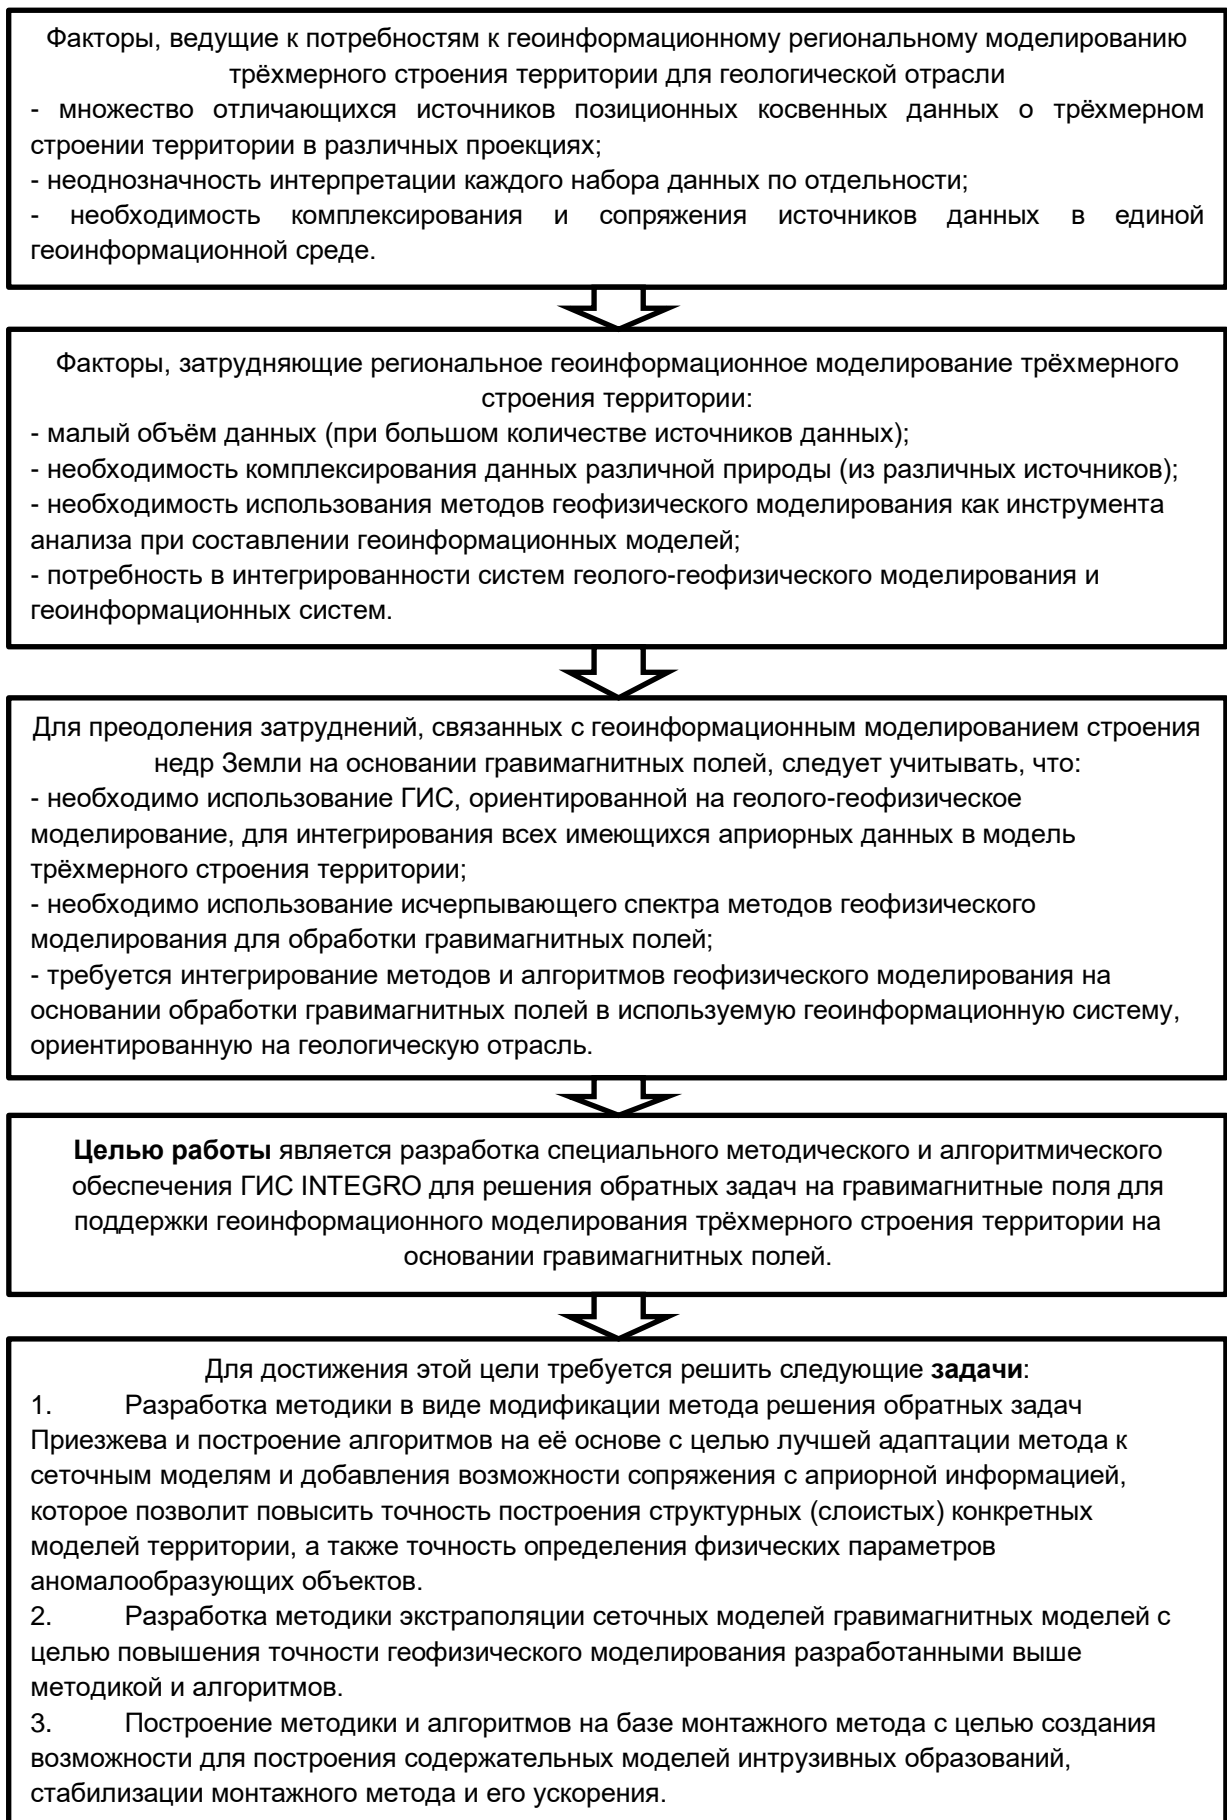 Факторы, ведущие к потребностям к геоинформационному региональному моделированию
трёхмерного строения территории для геологической отрасли
- множество отличающихся источников позиционных косвенных данных о трёхмерном
строении территории в различных проекциях;
- неоднозначность интерпретации каждого набора данных по отдельности;
- необходимость комплексирования и сопряжения источников данных в единой
геоинформационной среде.
Факторы, затрудняющие региональное геоинформационное моделирование трёхмерного
строения территории:
- малый объём данных (при большом количестве источников данных);
- необходимость комплексирования данных различной природы (из различных источников);
- необходимость использования методов геофизического моделирования как инструмента
анализа при составлении геоинформационных моделей;
- потребность в интегрированности систем геолого-геофизического моделирования и
геоинформационных систем.
Для преодоления затруднений, связанных с геоинформационным моделированием строения
недр Земли на основании гравимагнитных полей, следует учитывать, что:
- необходимо использование ГИС, ориентированной на геолого-геофизическое
моделирование, для интегрирования всех имеющихся априорных данных в модель
трёхмерного строения территории;
- необходимо использование исчерпывающего спектра методов геофизического
моделирования для обработки гравимагнитных полей;
- требуется интегрирование методов и алгоритмов геофизического моделирования на
основании обработки гравимагнитных полей в используемую геоинформационную систему,
ориентированную на геологическую отрасль.
Целью работы является разработка специального методического и алгоритмического
обеспечения ГИС INTEGRO для решения обратных задач на гравимагнитные поля для
поддержки геоинформационного моделирования трёхмерного строения территории на
основании гравимагнитных полей.
Для достижения этой цели требуется решить следующие задачи:
1. Разработка методики в виде модификации метода решения обратных задач
Приезжева и построение алгоритмов на её основе с целью лучшей адаптации метода к
сеточным моделям и добавления возможности сопряжения с априорной информацией,
которое позволит повысить точность построения структурных (слоистых) конкретных
моделей территории, а также точность определения физических параметров
аномалообразующих объектов.
2. Разработка методики экстраполяции сеточных моделей гравимагнитных моделей с
целью повышения точности геофизического моделирования разработанными выше
методикой и алгоритмов.
3. Построение методики и алгоритмов на базе монтажного метода с целью создания
возможности для построения содержательных моделей интрузивных образований,
стабилизации монтажного метода и его ускорения.